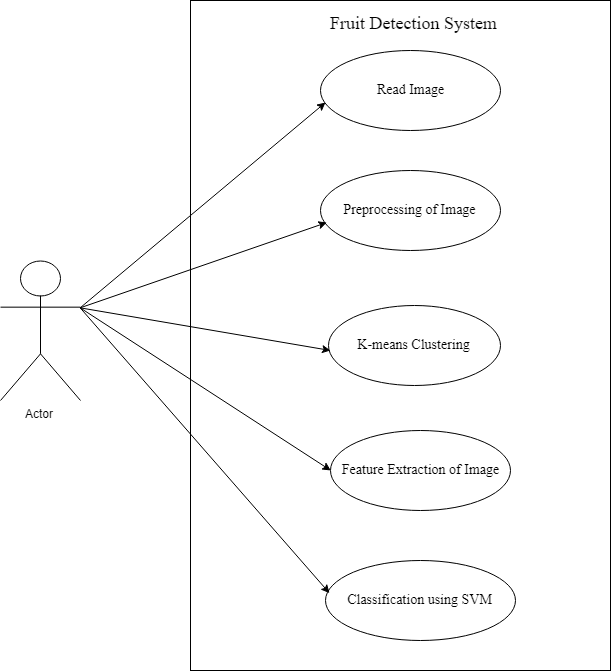 Fruit Detection System
Read Image
Preprocessing of Image
K-means Clustering
Actor
Feature Extraction of Image
Classification using SVM